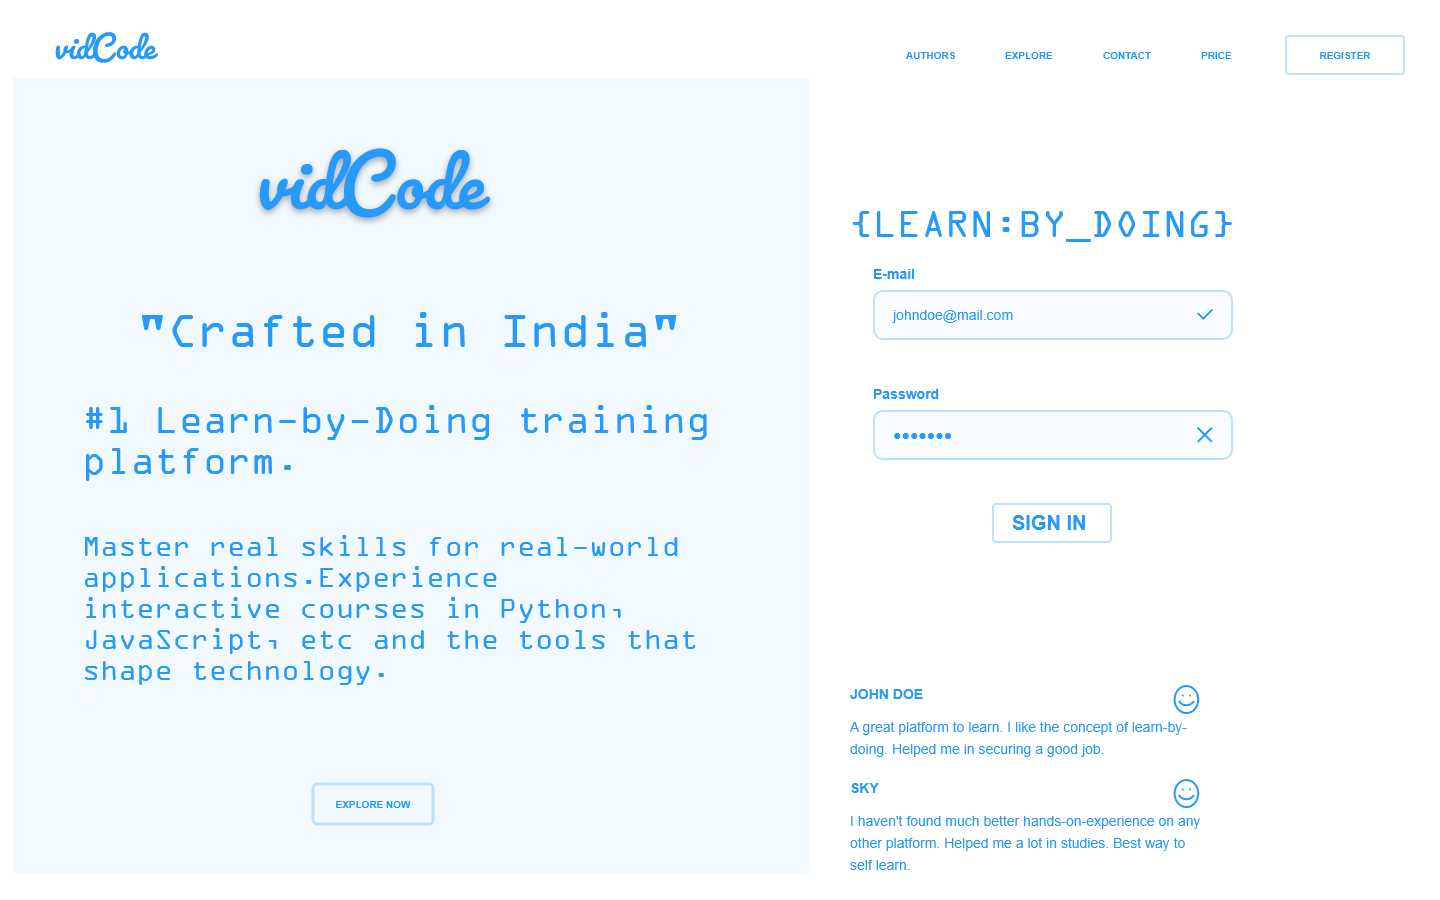 vidCode
AUTHORS
EXPLORE
CONTACT
PRICE
REGISTER
vidCode
"Crafted in India"
#1 Learn-by-Doing training
platform.
Master real skills for real-world
applications.Experience
interactive courses in Python,
JavaScript, etc and the tools that
shape technology.
EXPLORE NOW
{LEARN:BY_DOING}
E-mail
johndoe@mail.com
Password
SIGN IN
JOHN DOE
A great platform to learn. I like the concept of learn-by-
doing. Helped me in securing a good job.
SKY
I haven't found much better hands-on-experience on any
other platform. Helped me a lot in studies. Best way to
self learn.